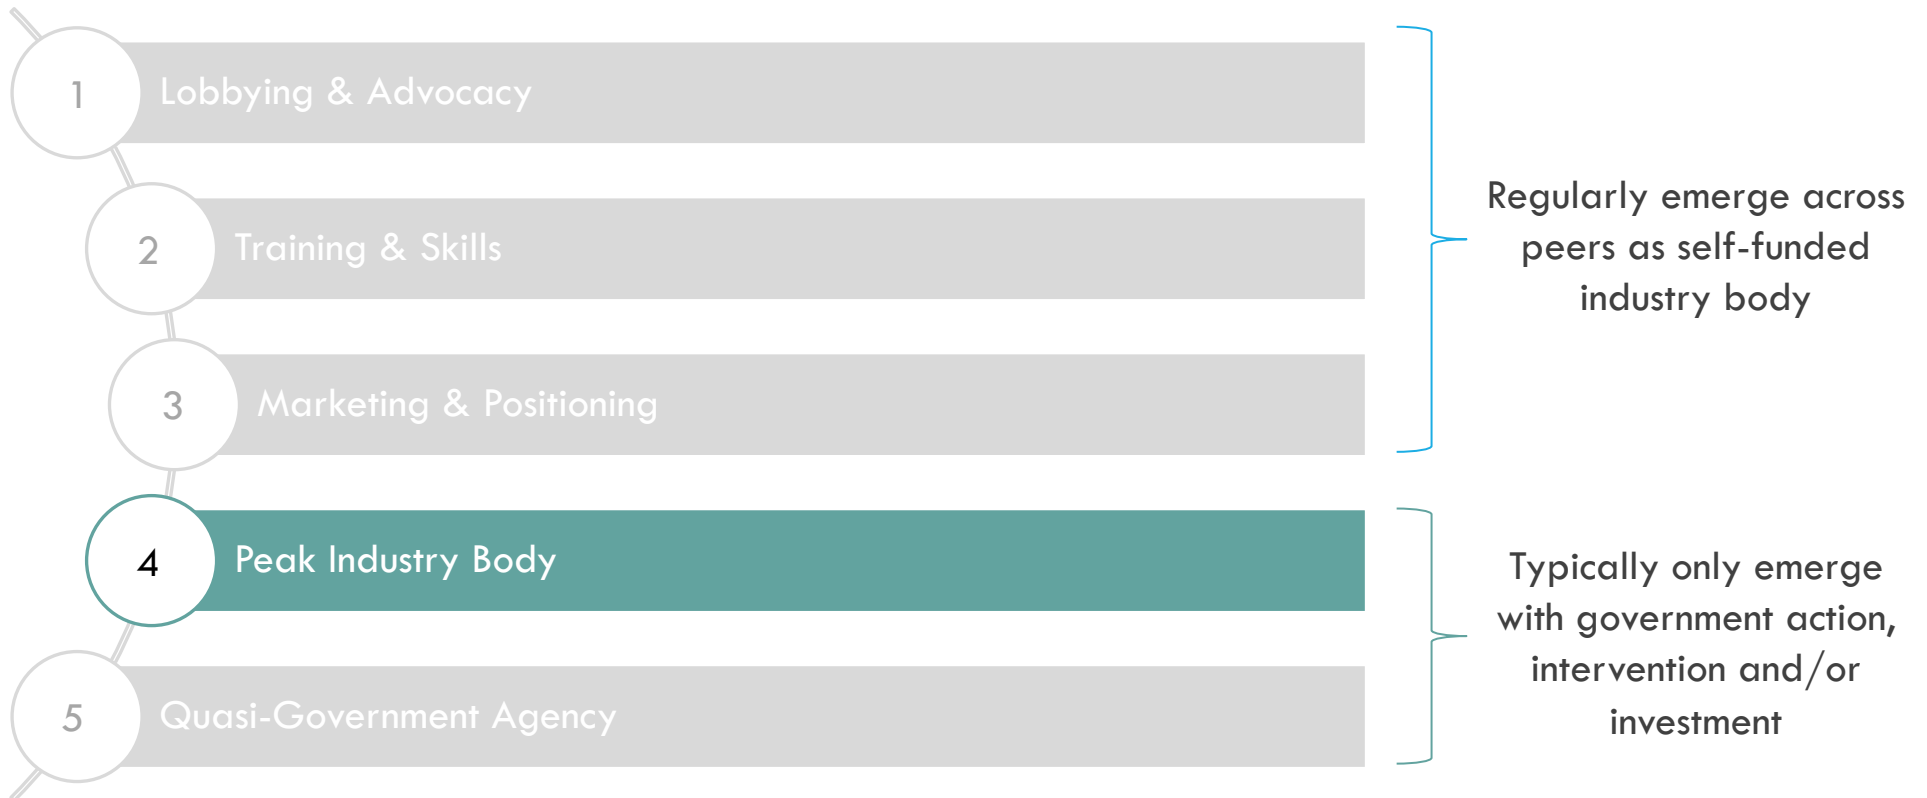 1
Lobbying & Advocacy
2
Training & Skills
3
Marketing & Positioning
4
Peak Industry Body
5
Quasi-Government Agency
Regularly emerge across
peers as self-funded
industry body
Typically only emerge
with government action,
intervention and/or
investment